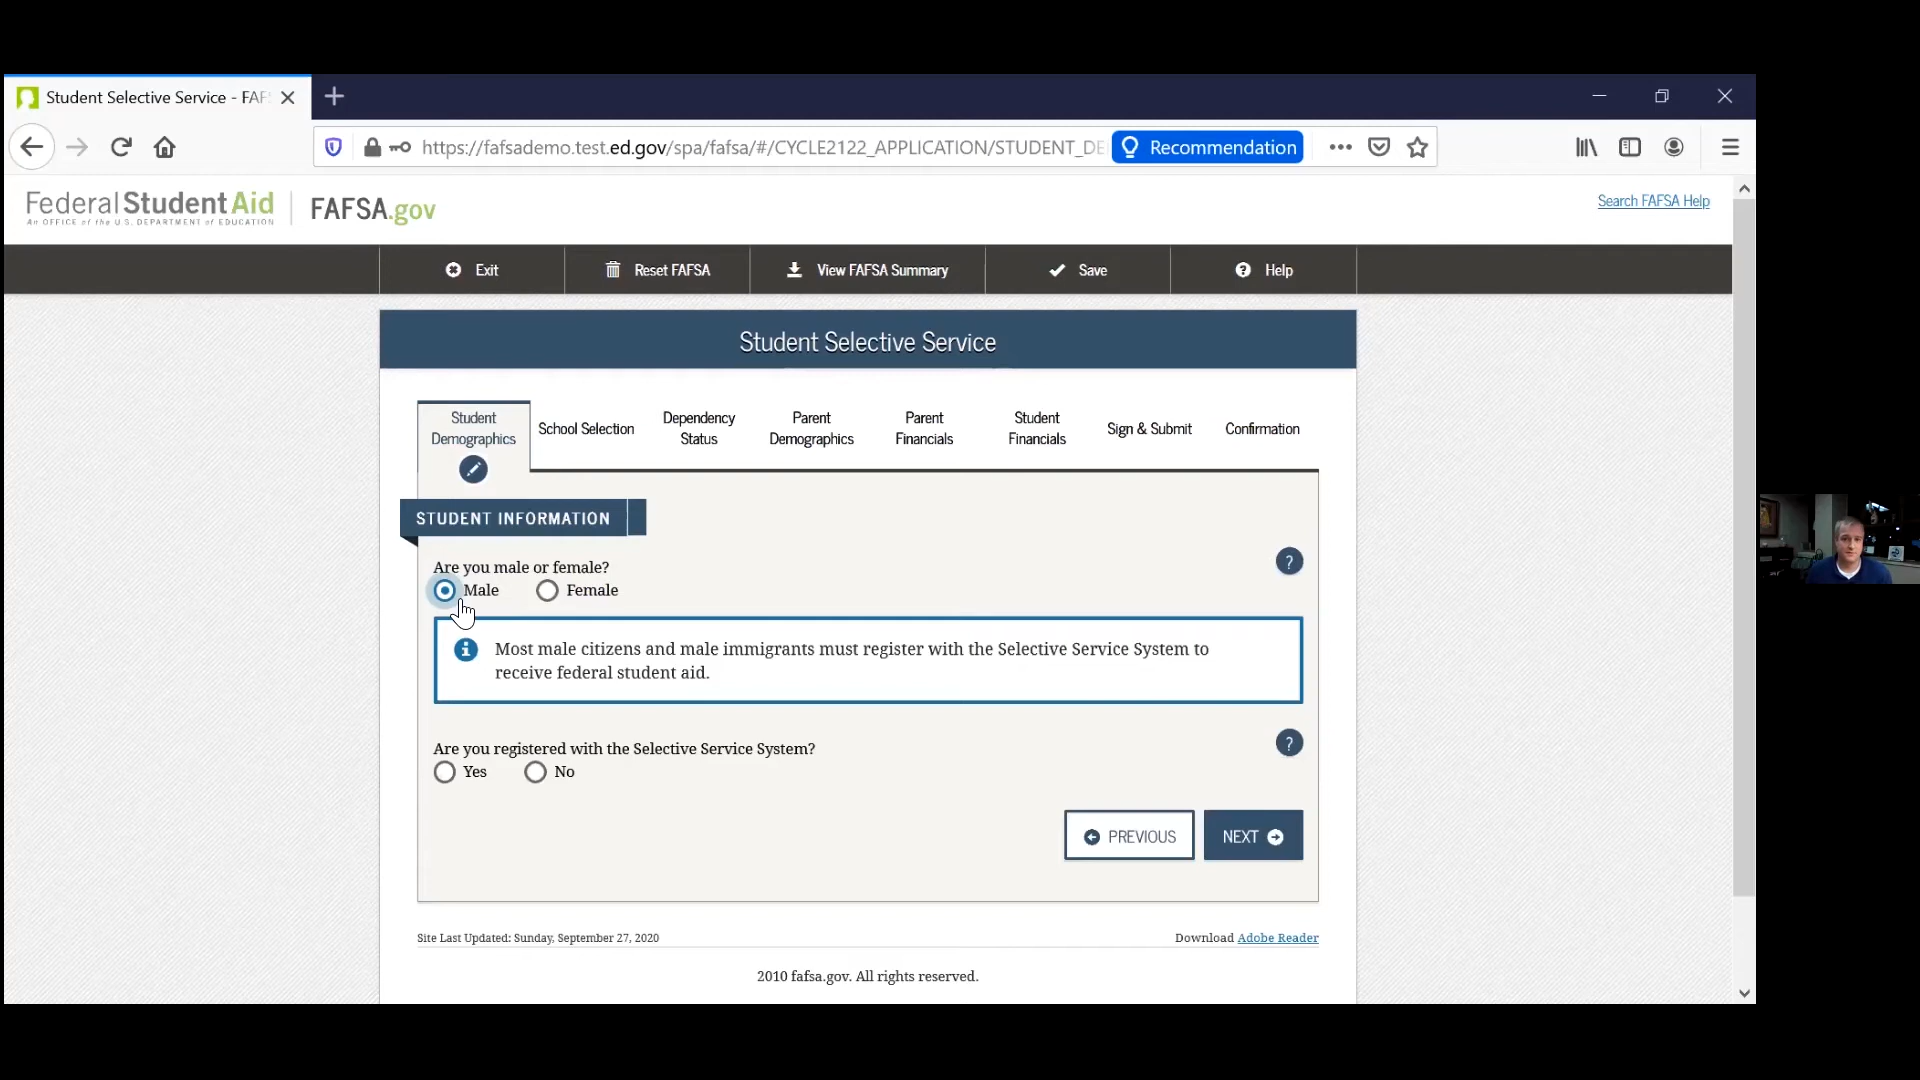 Student Selective Service - FAFS
https://fafsademo.test.ed.gov/spa/fafsa/#/CYCLE2122_APPLICATION/STUDENT_DE
Recommendation
Federal StudentAid
An OFFICE of the U.S. DEPARTMENT of EDUCATION
FAFSA.gov
Search FAFSA Help
Exit
Reset FAFSA
View FAFSA Summary
Save
Help
Student Selective Service
Student Demographics
School Selection
Dependency Status
Parent Demographics
Parent Financials
Student Financials
Sign & Submit
Confirmation
STUDENT INFORMATION
Are you male or female?
Male
Female
Most male citizens and male immigrants must register with the Selective Service System to
receive federal student aid.
Are you registered with the Selective Service System?
Yes
No
PREVIOUS
NEXT
Site Last Updated: Sunday, September 27, 2020
Download Adobe Reader
2010 fafsa.gov. All rights reserved.